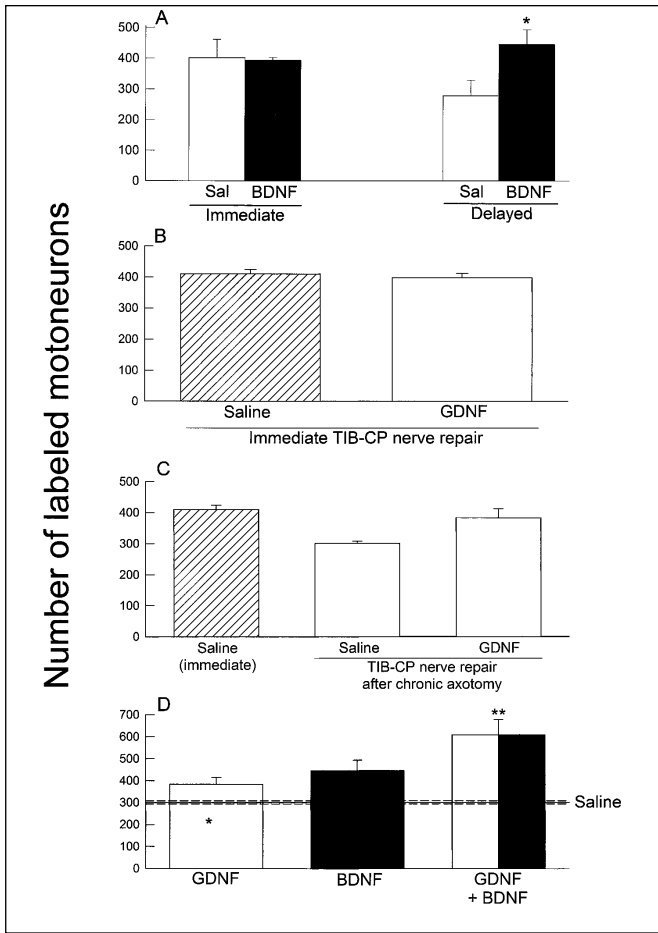 Number of labeled motoneurons
A
500
400
300
200
100
0
*
Sal BDNF Sal BDNF
Immediate Delayed
B
500
400
300
200
100
0
Saline GDNF
Immediate TIB-CP nerve repair
C
500
400
300
200
100
0
Saline Saline GDNF
(immediate) TIB-CP nerve repair
after chronic axotomy
D
700
600
500
400
300
200
100
0
**
Saline
*
GDNF BDNF GDNF
+ BDNF